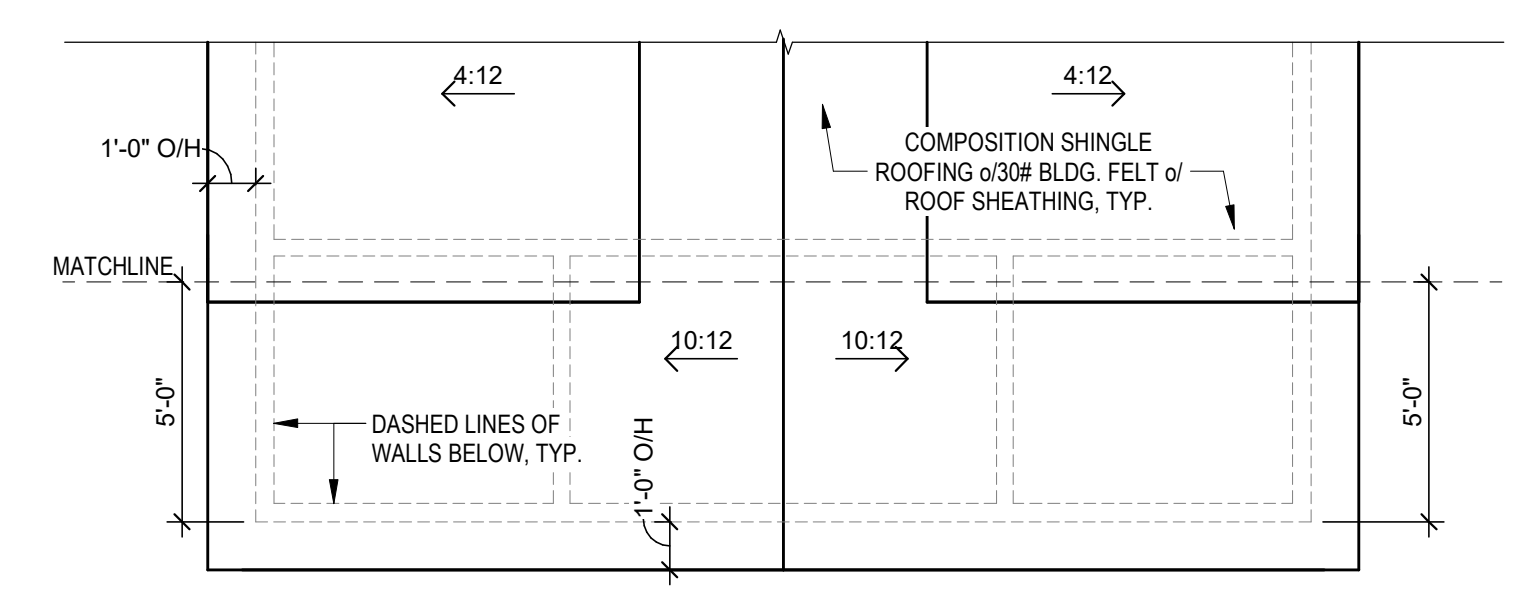 4:12
4:12
1'-0" O/H
COMPOSITION SHINGLE
ROOFING o/30# BLDG. FELT o/
ROOF SHEATHING, TYP.
MATCHLINE
10:12
10:12
5'-0"
5'-0"
DASHED LINES OF
WALLS BELOW, TYP.
1'-0" O/H